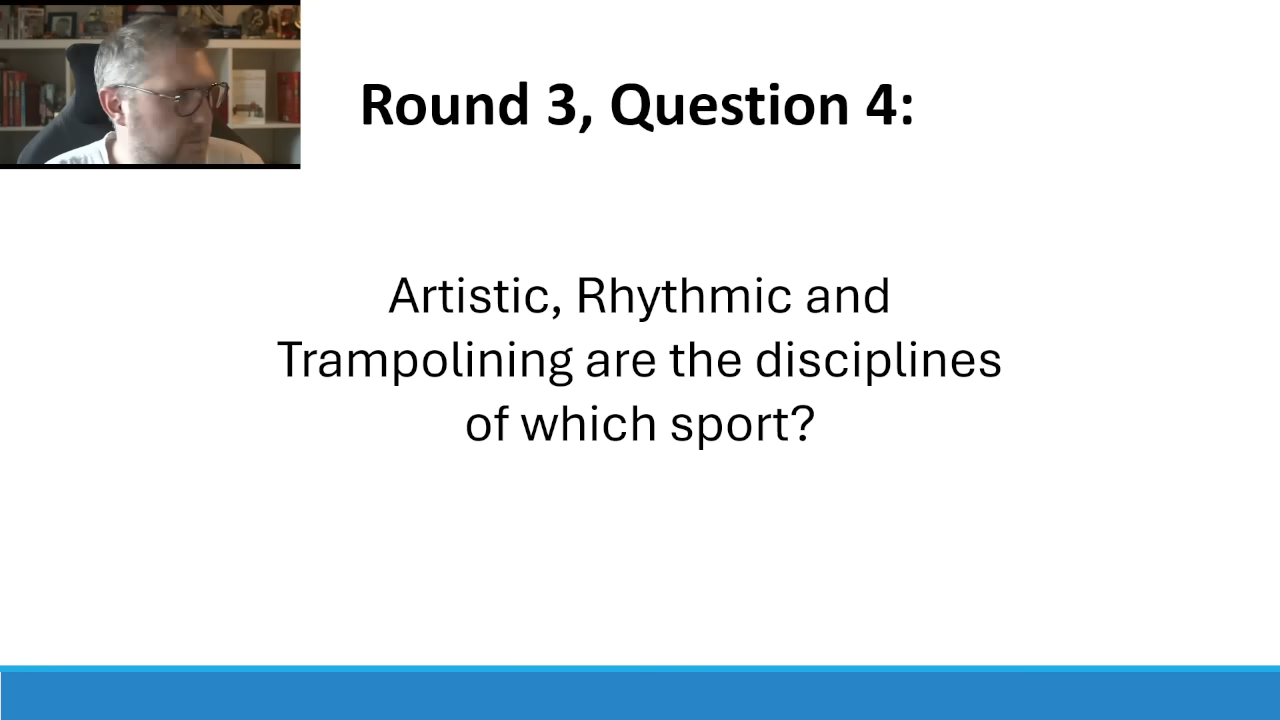 Round 3, Question 4:
Artistic, Rhythmic and
Trampolining are the disciplines
of which sport?